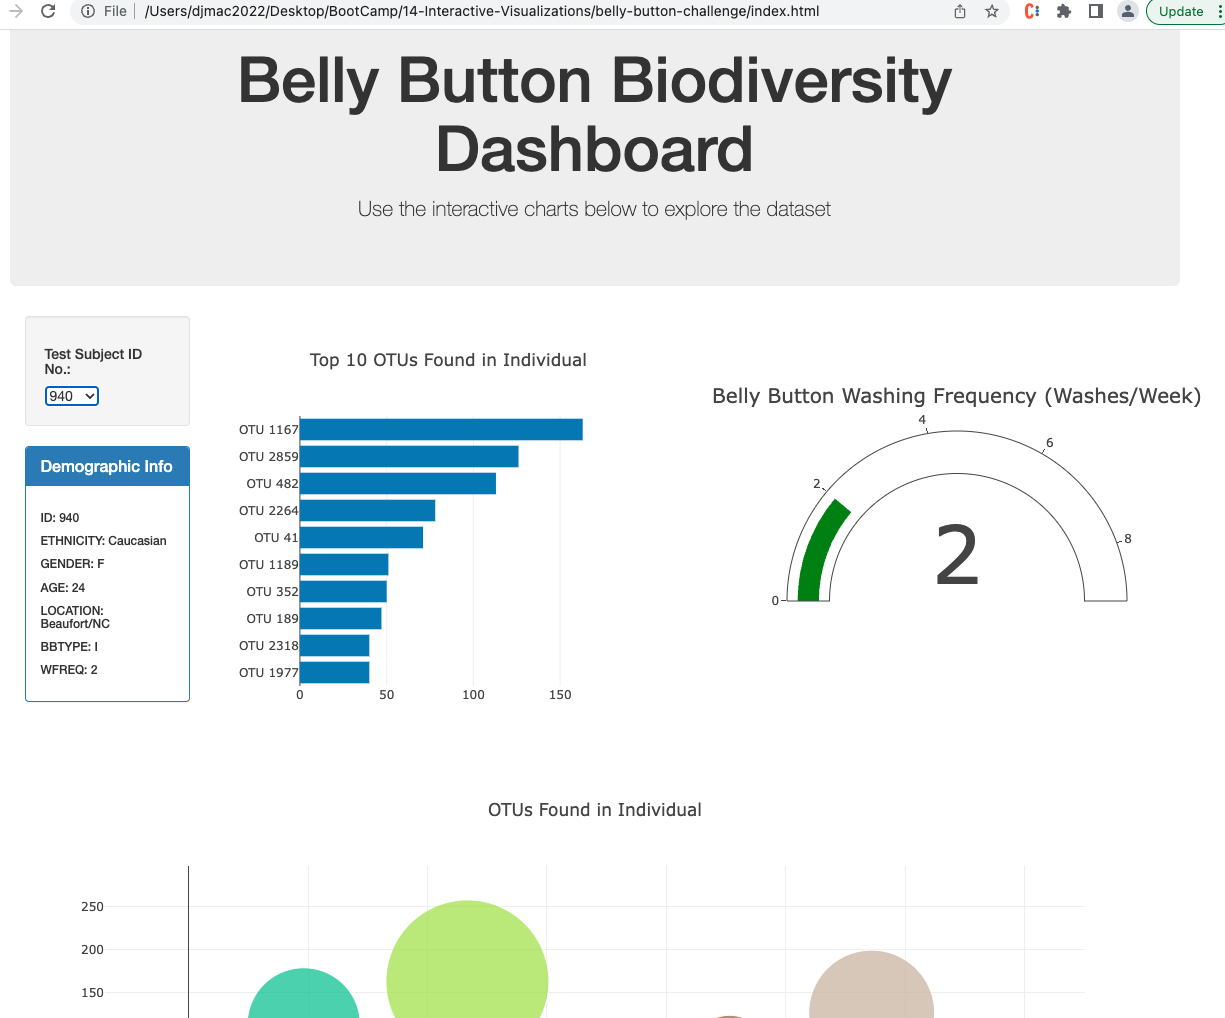 File /Users/djmac2022/Desktop/BootCamp/14-Interactive-Visualizations/belly-button-challenge/index.html
Update
Belly Button Biodiversity
Dashboard
Use the interactive charts below to explore the dataset
Test Subject ID
No.:
940
Demographic Info
ID: 940
ETHNICITY: Caucasian
GENDER: F
AGE: 24
LOCATION:
Beaufort/NC
BBTYPE: I
WFREQ: 2
Top 10 OTUs Found in Individual
OTU 1167
OTU 2859
OTU 482
OTU 2264
OTU 41
OTU 1189
OTU 352
OTU 189
OTU 2318
OTU 1977
0 50 100 150
Belly Button Washing Frequency (Washes/Week)
0
2
4
6
8
2
OTUs Found in Individual
250
200
150